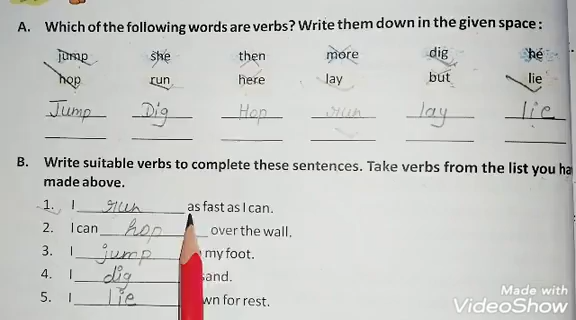 A. Which of the following words are verbs? Write them down in the given space:
jump she then more dig he
hop run here lay but lie
Jump Dig Hop run lay lie
B. Write suitable verbs to complete these sentences. Take verbs from the list you
made above.
1. I run as fast as I can.
2. I can hop over the wall.
3. I jump my foot.
4. I dig
5. I lie for rest.
Made with
VideoShow